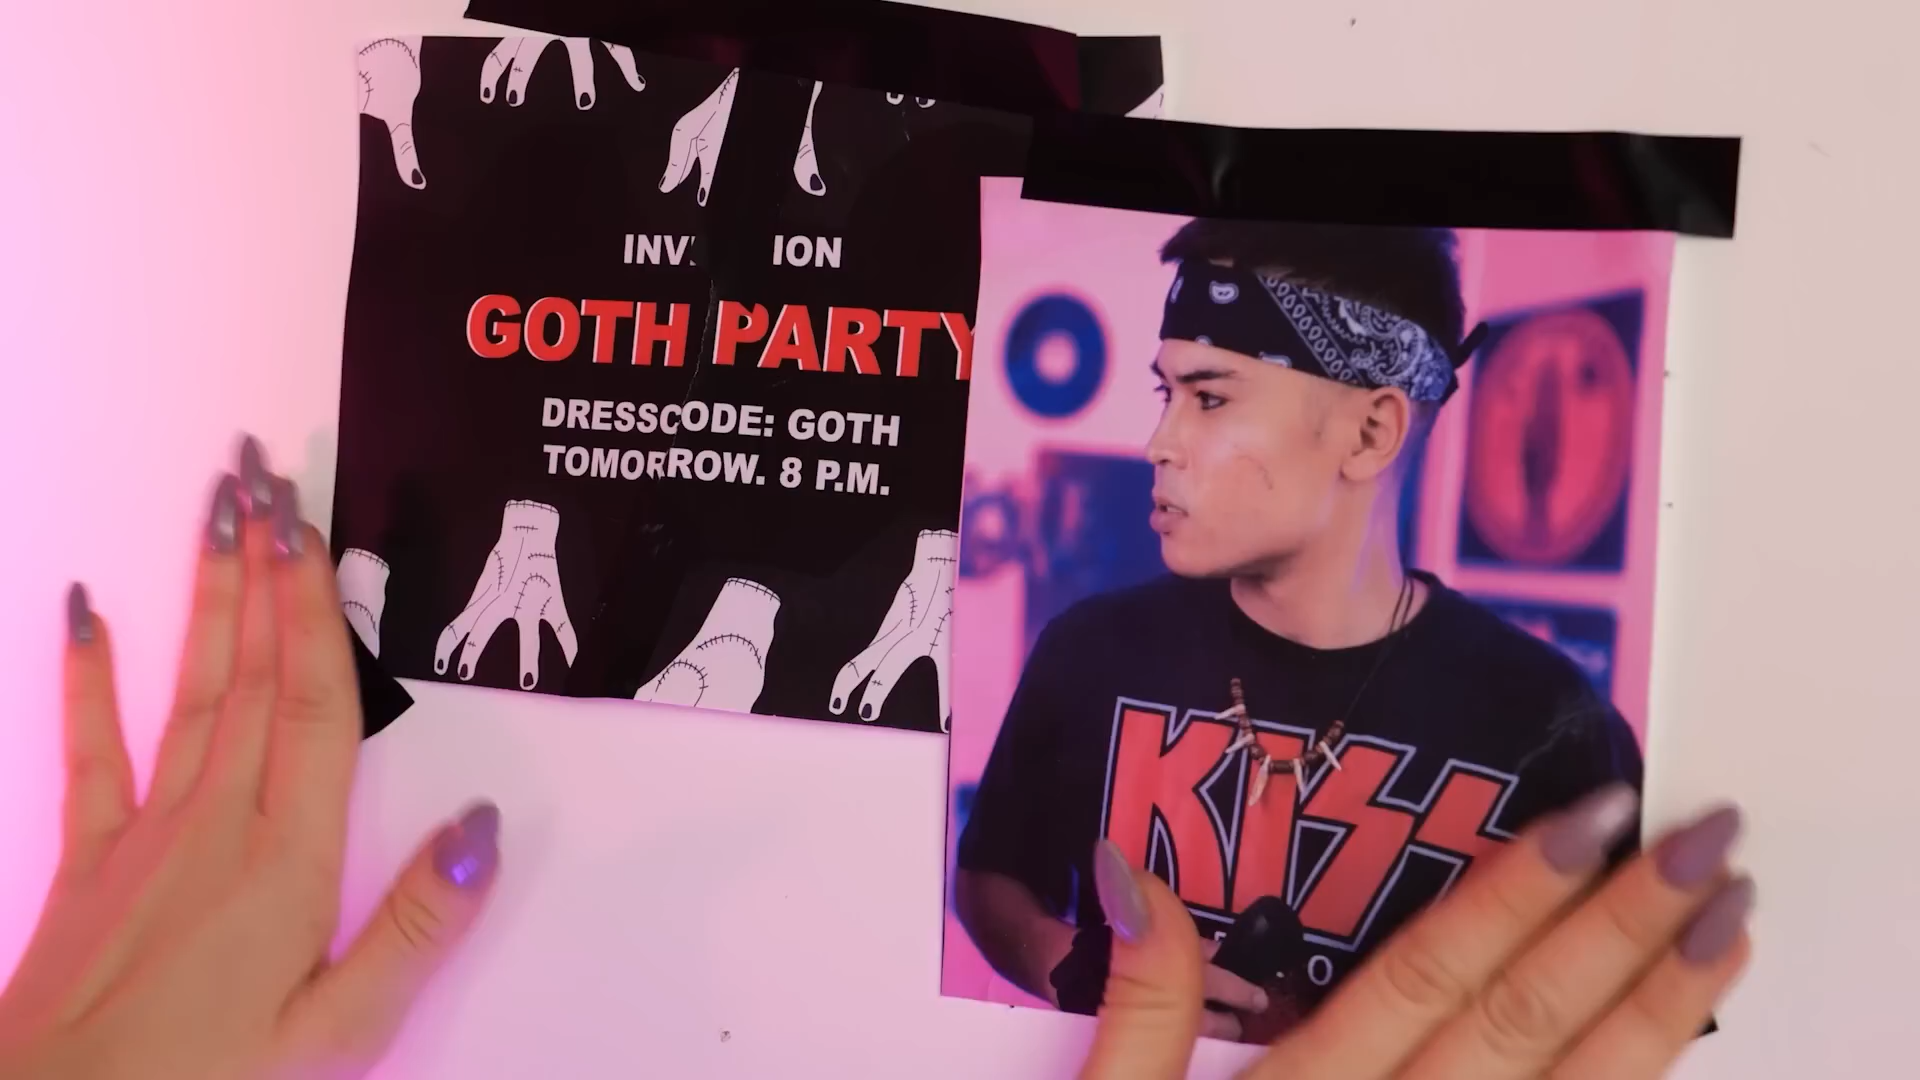 INV ION
GOTH PARTY
DRESSCODE: GOTH
TOMORROW. 8 P.M.
KISS